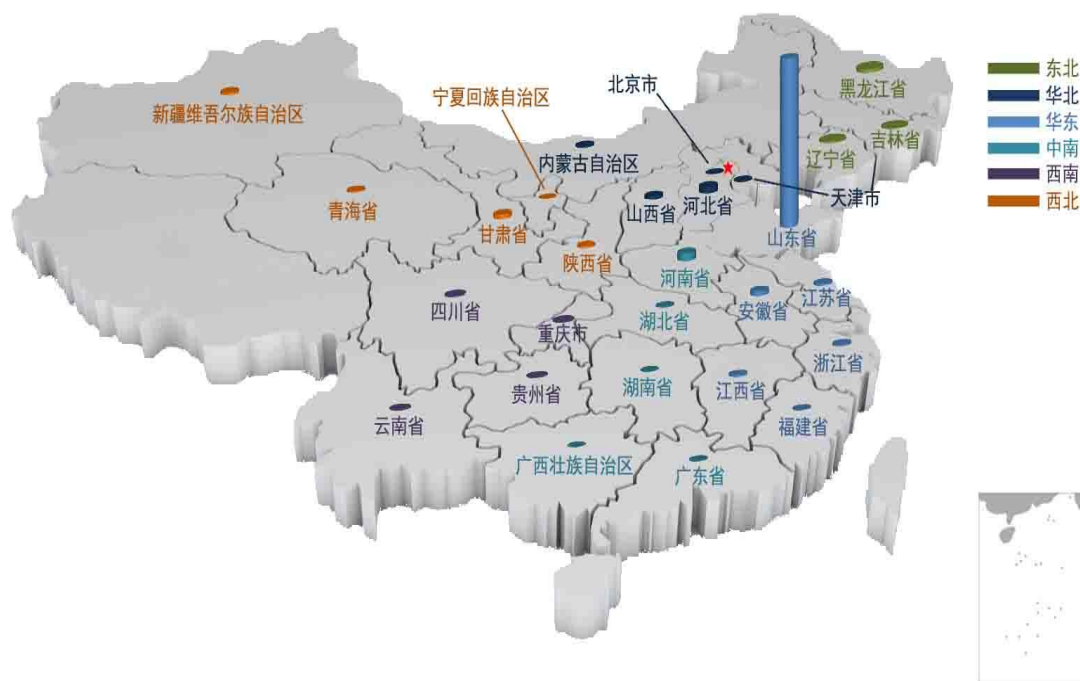 北京市
东北
黑龙江省
宁夏回族自治区
新疆维吾尔族自治区
华北
华东
吉林省
内蒙古自治区
辽宁省
中南
西南
天津市
西北
青海省
山西省
河北省
甘肃省
山东省
陕西省
河南省
江苏省
四川省
安徽省
湖北省
重庆市
浙江省
贵州省
湖南省
江西省
云南省
福建省
广西壮族自治区
广东省